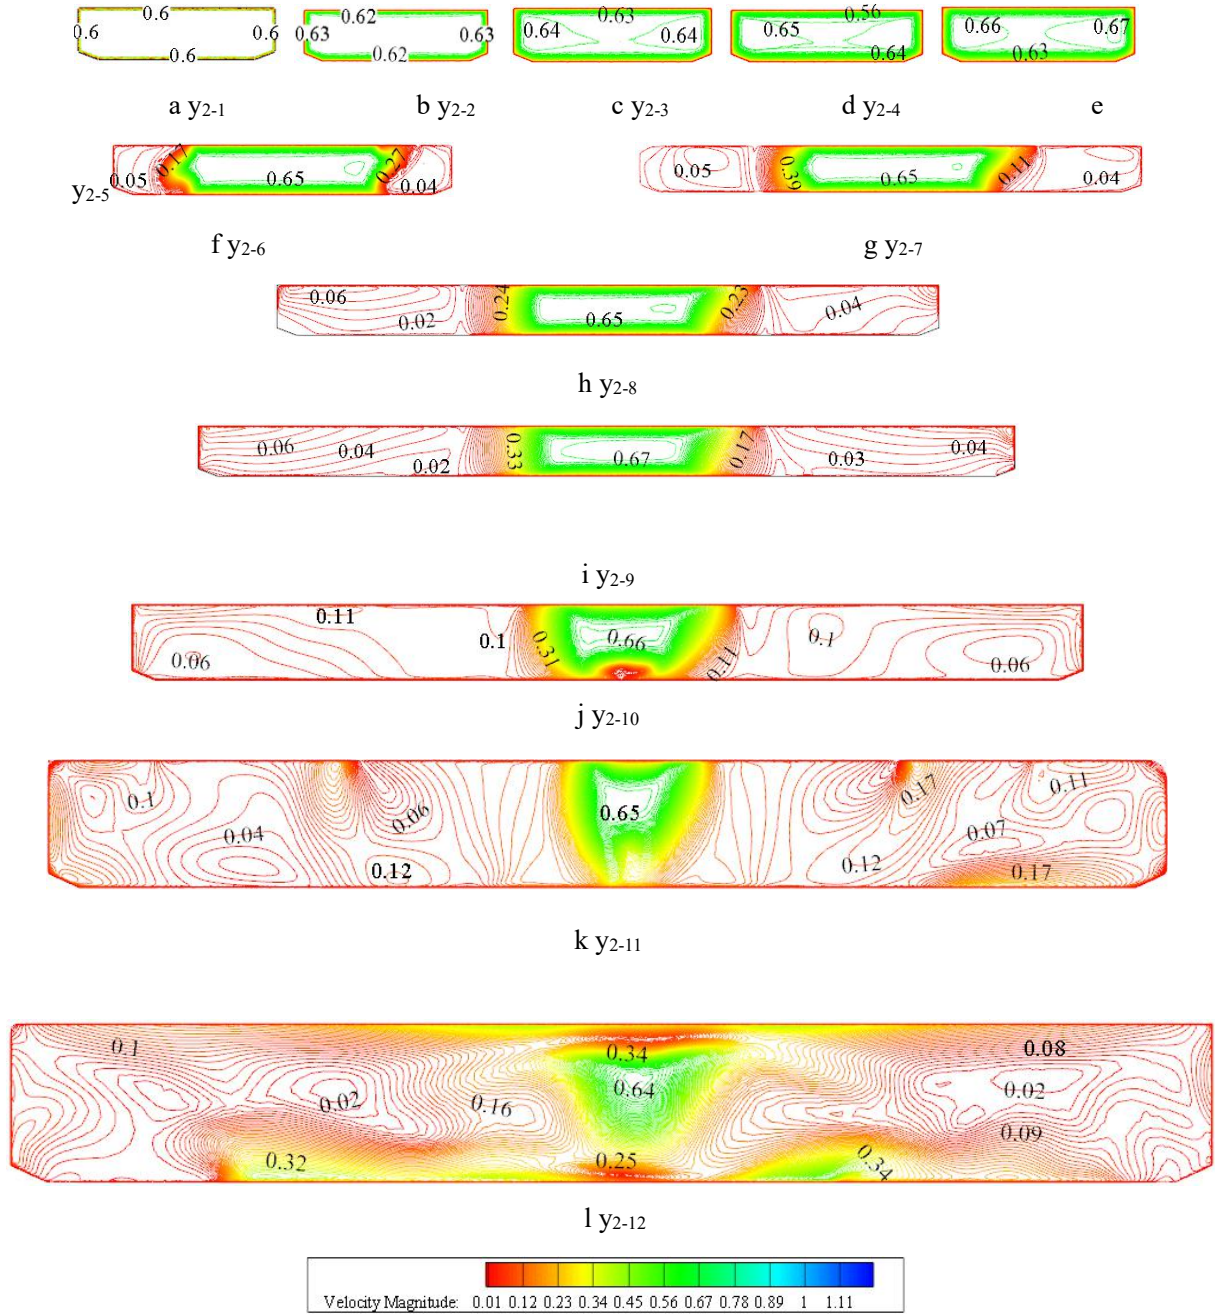 0.6 0.62 0.63 0.56
0.6 0.6 0.63 0.63 0.64 0.64 0.65 0.66 0.67
0.6 0.62 0.64 0.63
a y2-1 b y2-2 c y2-3 d y2-4 e
0.17 0.27 0.05 0.39 0.11
y2-5 0.05 0.65 0.04 0.65 0.04
f y2-6 g y2-7
0.06 0.24 0.23 0.04
0.02 0.65
h y2-8
0.06 0.04 0.33 0.17 0.04
0.02 0.67 0.03
i y2-9
0.11 0.1 0.66 0.1
0.06 0.31 0.11 0.06
j y2-10
0.1 0.06 0.65 0.17 0.11
0.04 0.07
0.12 0.12 0.17
k y2-11
0.1 0.34 0.08
0.02 0.16 0.64 0.02
0.09
0.32 0.25 0.34
l y2-12
Velocity Magnitude: 0.01 0.12 0.23 0.34 0.45 0.56 0.67 0.78 0.89 1 1.11